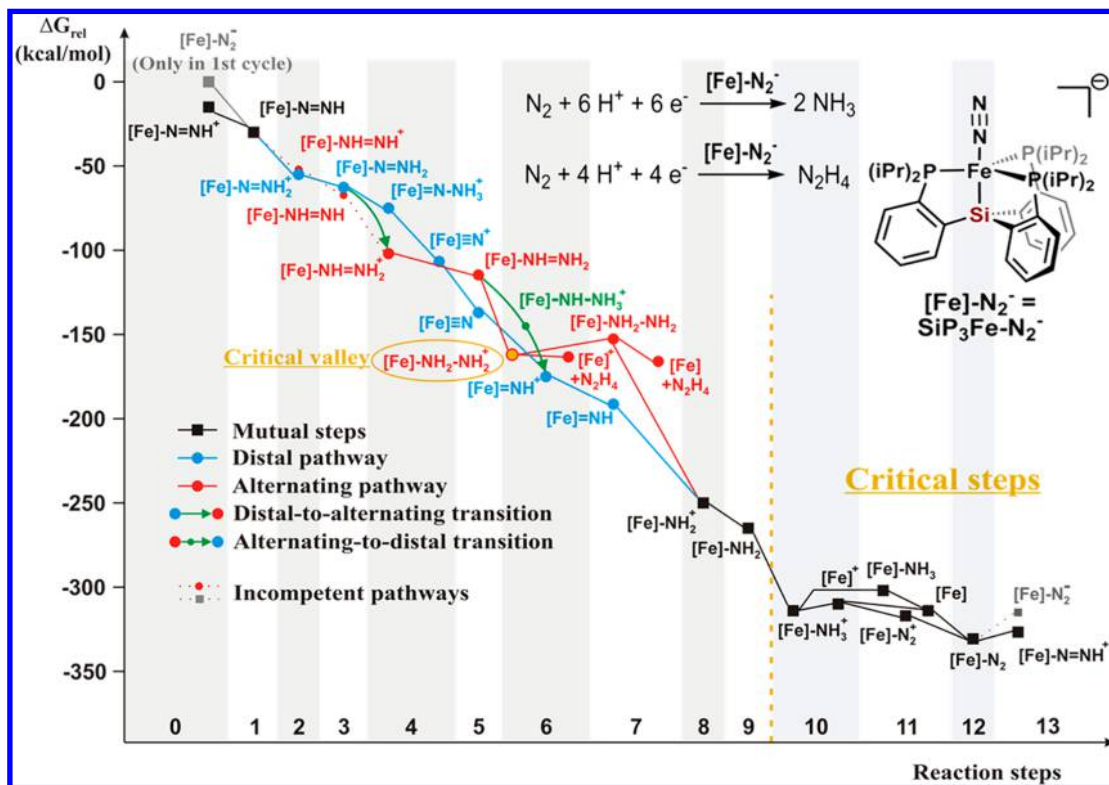 ΔG_rel
(kcal/mol)
0
-50
-100
-150
-200
-250
-300
-350
[Fe]-N₂⁻
(Only in 1st cycle)
[Fe]-N=NH⁺
[Fe]-N=NH
[Fe]-NH=NH⁺
[Fe]-N=NH₂⁺
[Fe]-N=NH₂
[Fe]-NH=NH
[Fe]=N-NH₃⁺
[Fe]-NH=NH₂⁺
[Fe]≡N⁺
[Fe]-NH=NH₂
[Fe]≡N
[Fe]-NH-NH₃⁺
[Fe]-NH₂-NH₂
Critical valley
[Fe]-NH₂-NH₂⁺
[Fe]⁺
+N₂H₄
[Fe]
+N₂H₄
[Fe]=NH⁺
[Fe]=NH
[Fe]-NH₂⁺
[Fe]-NH₂
[Fe]⁺
[Fe]-NH₃
[Fe]-NH₃⁺
[Fe]-N₂⁺
[Fe]
[Fe]-N₂⁻
[Fe]-N₂
[Fe]-N=NH⁺
N₂ + 6 H⁺ + 6 e⁻ [Fe]-N₂⁻ 2 NH₃
N₂ + 4 H⁺ + 4 e⁻ [Fe]-N₂⁻ N₂H₄
N
N
P(iPr)₂
(iPr)₂P
Fe
P(iPr)₂
Si
[Fe]-N₂⁻ =
SiP₃Fe-N₂⁻
Critical steps
Mutual steps
Distal pathway
Alternating pathway
Distal-to-alternating transition
Alternating-to-distal transition
Incompetent pathways
0 1 2 3 4 5 6 7 8 9 10 11 12 13
Reaction steps